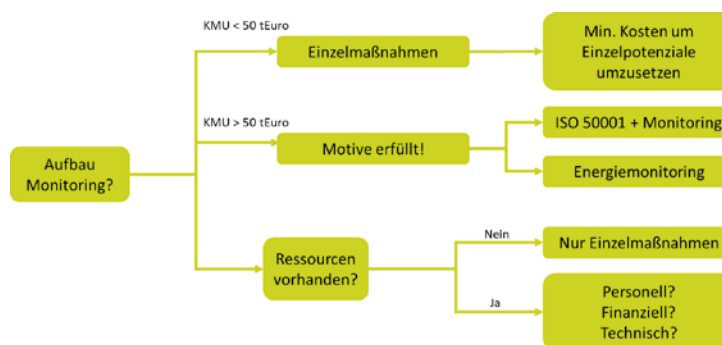 KMU < 50 tEuro
Einzelmaßnahmen
Min. Kosten um
Einzelpotenziale
umzusetzen
KMU > 50 tEuro
Motive erfüllt!
ISO 50001 + Monitoring
Energiemonitoring
Aufbau
Monitoring?
Ressourcen
vorhanden?
Nein
Nur Einzelmaßnahmen
Ja
Personell?
Finanziell?
Technisch?